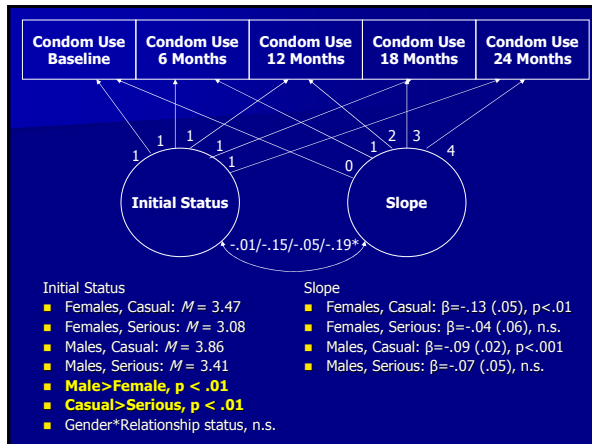 Condom Use Baseline
Condom Use 6 Months
Condom Use 12 Months
Condom Use 18 Months
Condom Use 24 Months
1
1
1
1
1
0
1
2
3
4
Initial Status
Slope
-.01/-.15/-.05/-.19*
Initial Status
Females, Casual: M = 3.47
Females, Serious: M = 3.08
Males, Casual: M = 3.86
Males, Serious: M = 3.41
Male>Female, p < .01
Casual>Serious, p < .01
Gender*Relationship status, n.s.
Slope
Females, Casual: β=-.13 (.05), p<.01
Females, Serious: β=-.04 (.06), n.s.
Males, Casual: β=-.09 (.02), p<.001
Males, Serious: β=-.07 (.05), n.s.